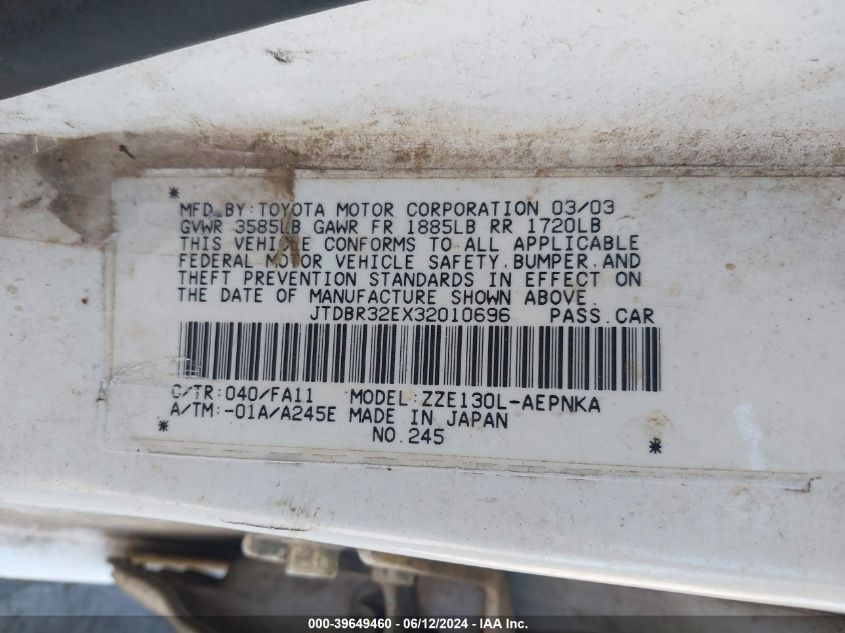 *
MFD.BY:TOYOTA MOTOR CORPORATION 03/03
GVWR 3585LB GAWR FR 1885LB RR 1720LB
THIS VEHICLE CONFORMS TO ALL APPLICABLE
FEDERAL MOTOR VEHICLE SAFETY,BUMPER,AND
THEFT PREVENTION STANDARDS IN EFFECT ON
THE DATE OF MANUFACTURE SHOWN ABOVE.
JTDBR32EX32010696 PASS.CAR
C/TR:040/FA11 MODEL:ZZE130L-AEPNKA
A/TM:-01A/A245E MADE IN JAPAN
* NO.245 *
000-39649460 - 06/12/2024 - IAA Inc.